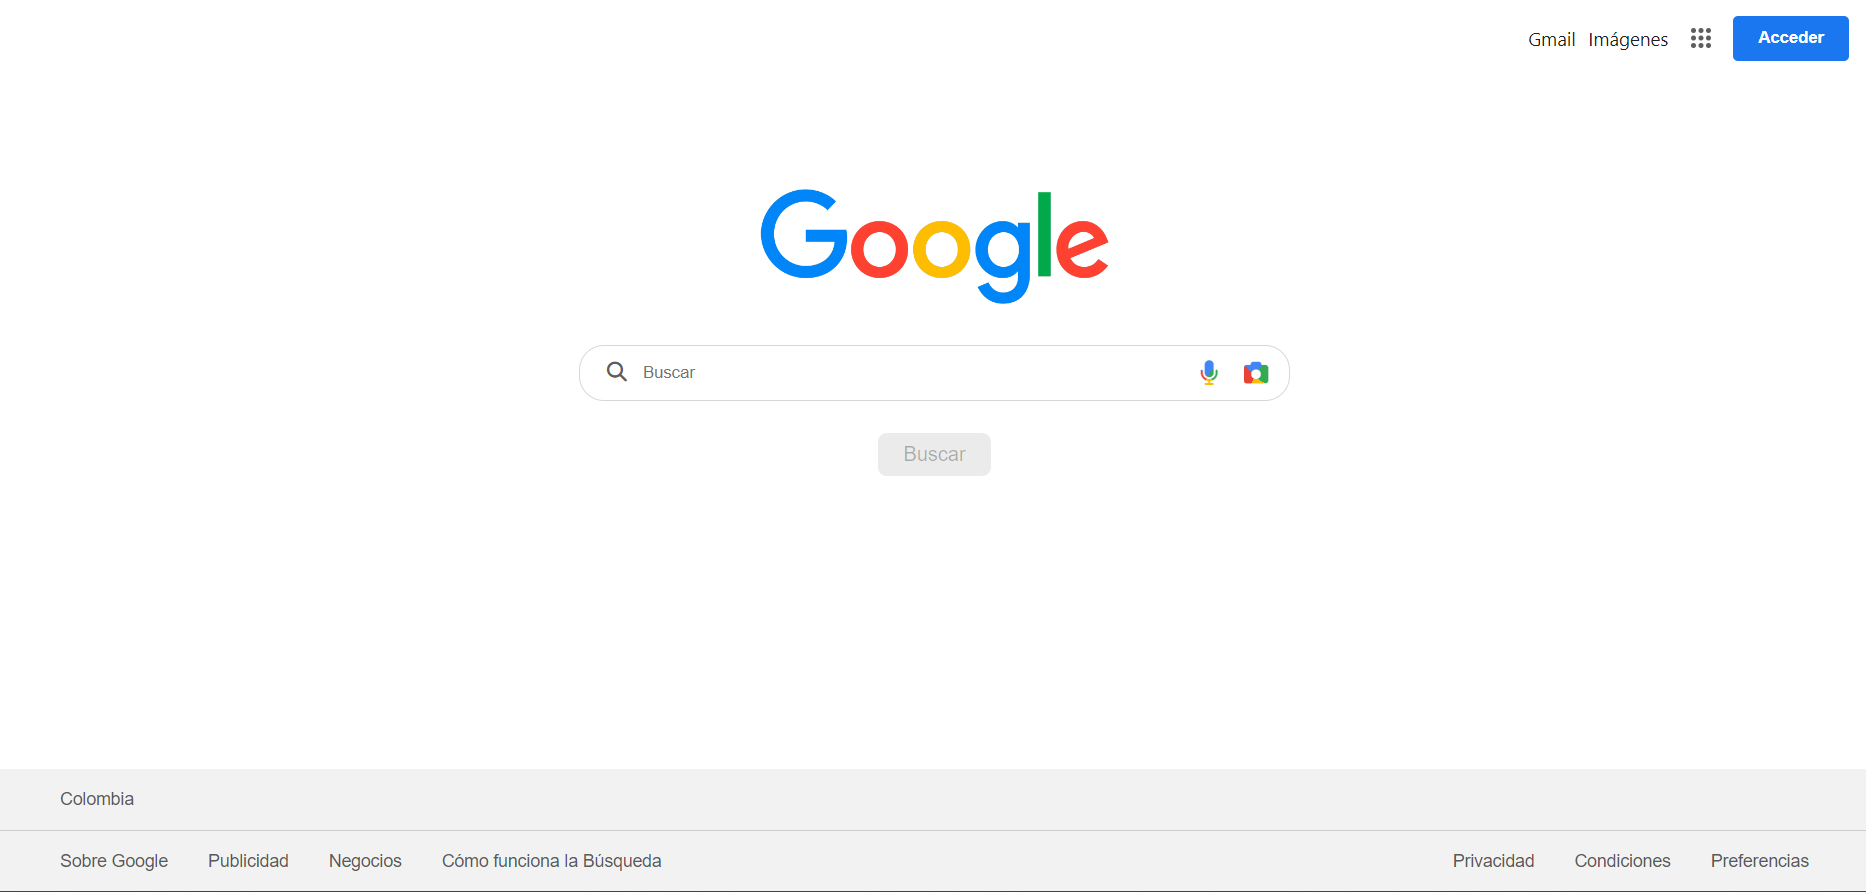 Gmail Imágenes Acceder
Google
Buscar
Buscar
Colombia
Sobre Google Publicidad Negocios Cómo funciona la Búsqueda Privacidad Condiciones Preferencias